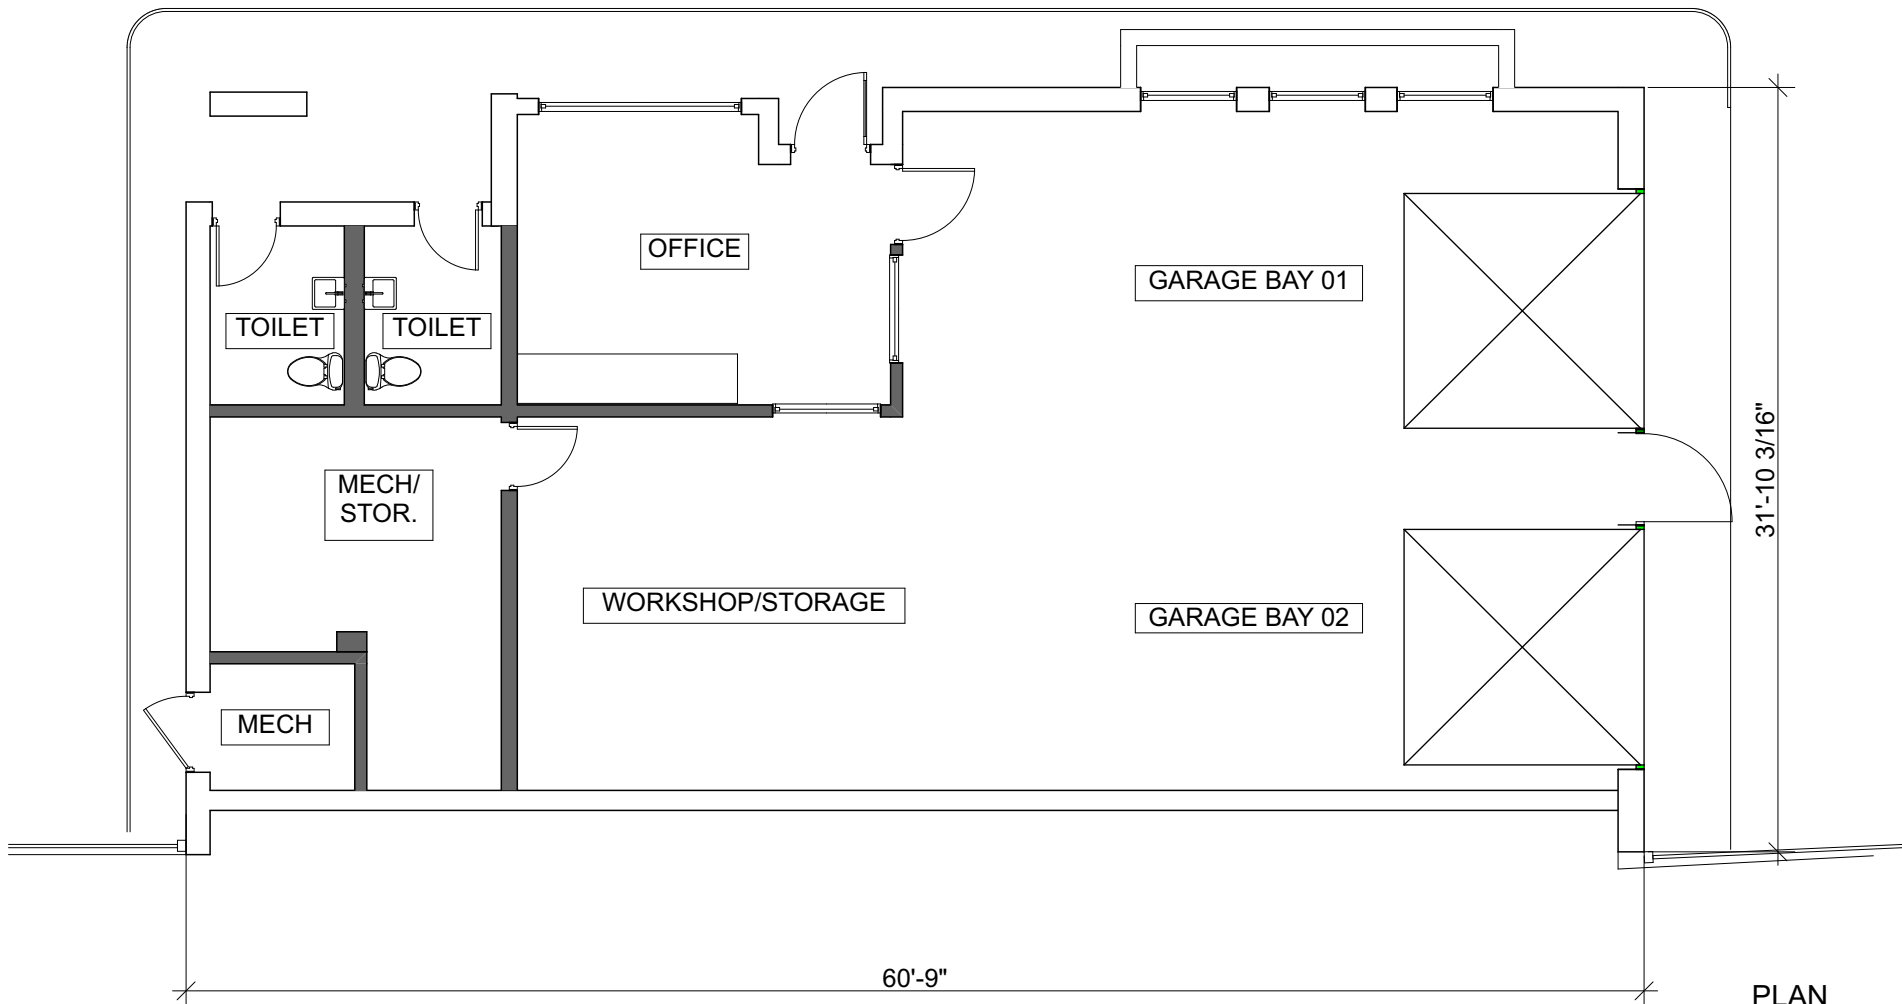 OFFICE
GARAGE BAY 01
TOILET
TOILET
31'-10 3/16"
MECH/
STOR.
WORKSHOP/STORAGE
GARAGE BAY 02
MECH
60'-9"
PLAN